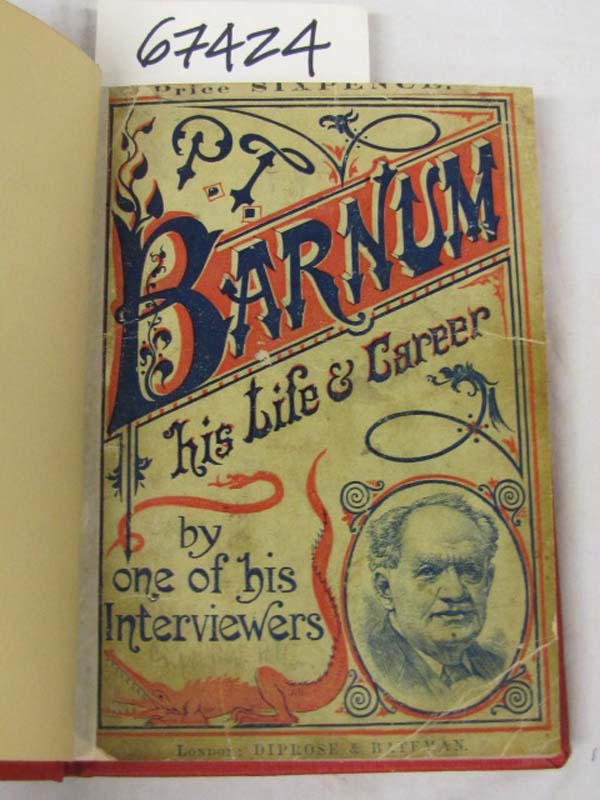 67424
Price SIXPENCE.
P.T.
BARNUM
his Life & Career
by
one of his
Interviewers
LONDON: DIPROSE & BATEMAN.